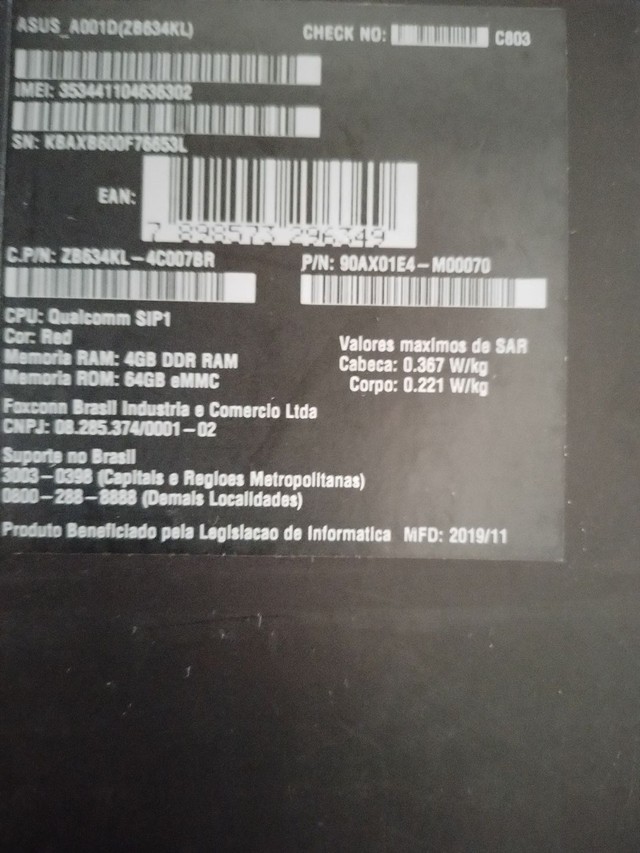 ASUS_A001D(ZB634KL) CHECK NO: C803
IMEI: 353441104636302
SN: KBAXB600F76653L
EAN:
7 898573 296349
C.P/N: ZB634KL-4C007BR P/N: 90AX01E4-M00070
CPU: Qualcomm SIP1
Cor: Red
Memoria RAM: 4GB DDR RAM
Memoria ROM: 64GB eMMC
Valores maximos de SAR
Cabeca: 0.367 W/kg
Corpo: 0.221 W/kg
Foxconn Brasil Industria e Comercio Ltda
CNPJ: 08.285.374/0001-02
Suporte no Brasil
3003-0398 (Capitais e Regioes Metropolitanas)
0800-288-8888 (Demais Localidades)
Produto Beneficiado pela Legislacao de Informatica MFD: 2019/11